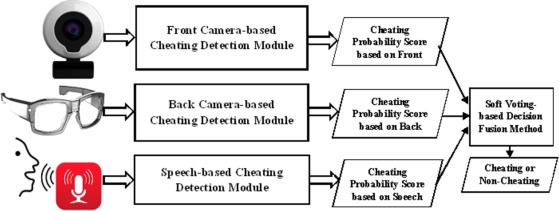 Front Camera-based
Cheating Detection Module
Cheating
Probability Score
based on Front
Back Camera-based
Cheating Detection Module
Cheating
Probability Score
based on Back
Speech-based Cheating
Detection Module
Cheating
Probability Score
based on Speech
Soft Voting-
based Decision
Fusion Method
Cheating or
Non-Cheating